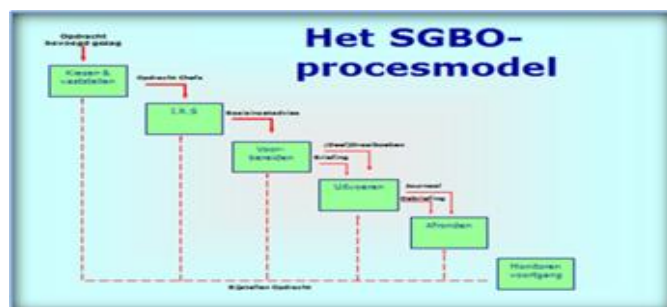 Het SGBO-
procesmodel
Opdracht
bevoegd gezag
Kiezen &
vaststellen
Opdracht Chefs
Voor-
bereiden
(Deel)Draaiboeken
Briefing
Uitvoeren
Journaal
Debriefing
Afronden
Monitoren
voortgang
Bijstellen Opdracht